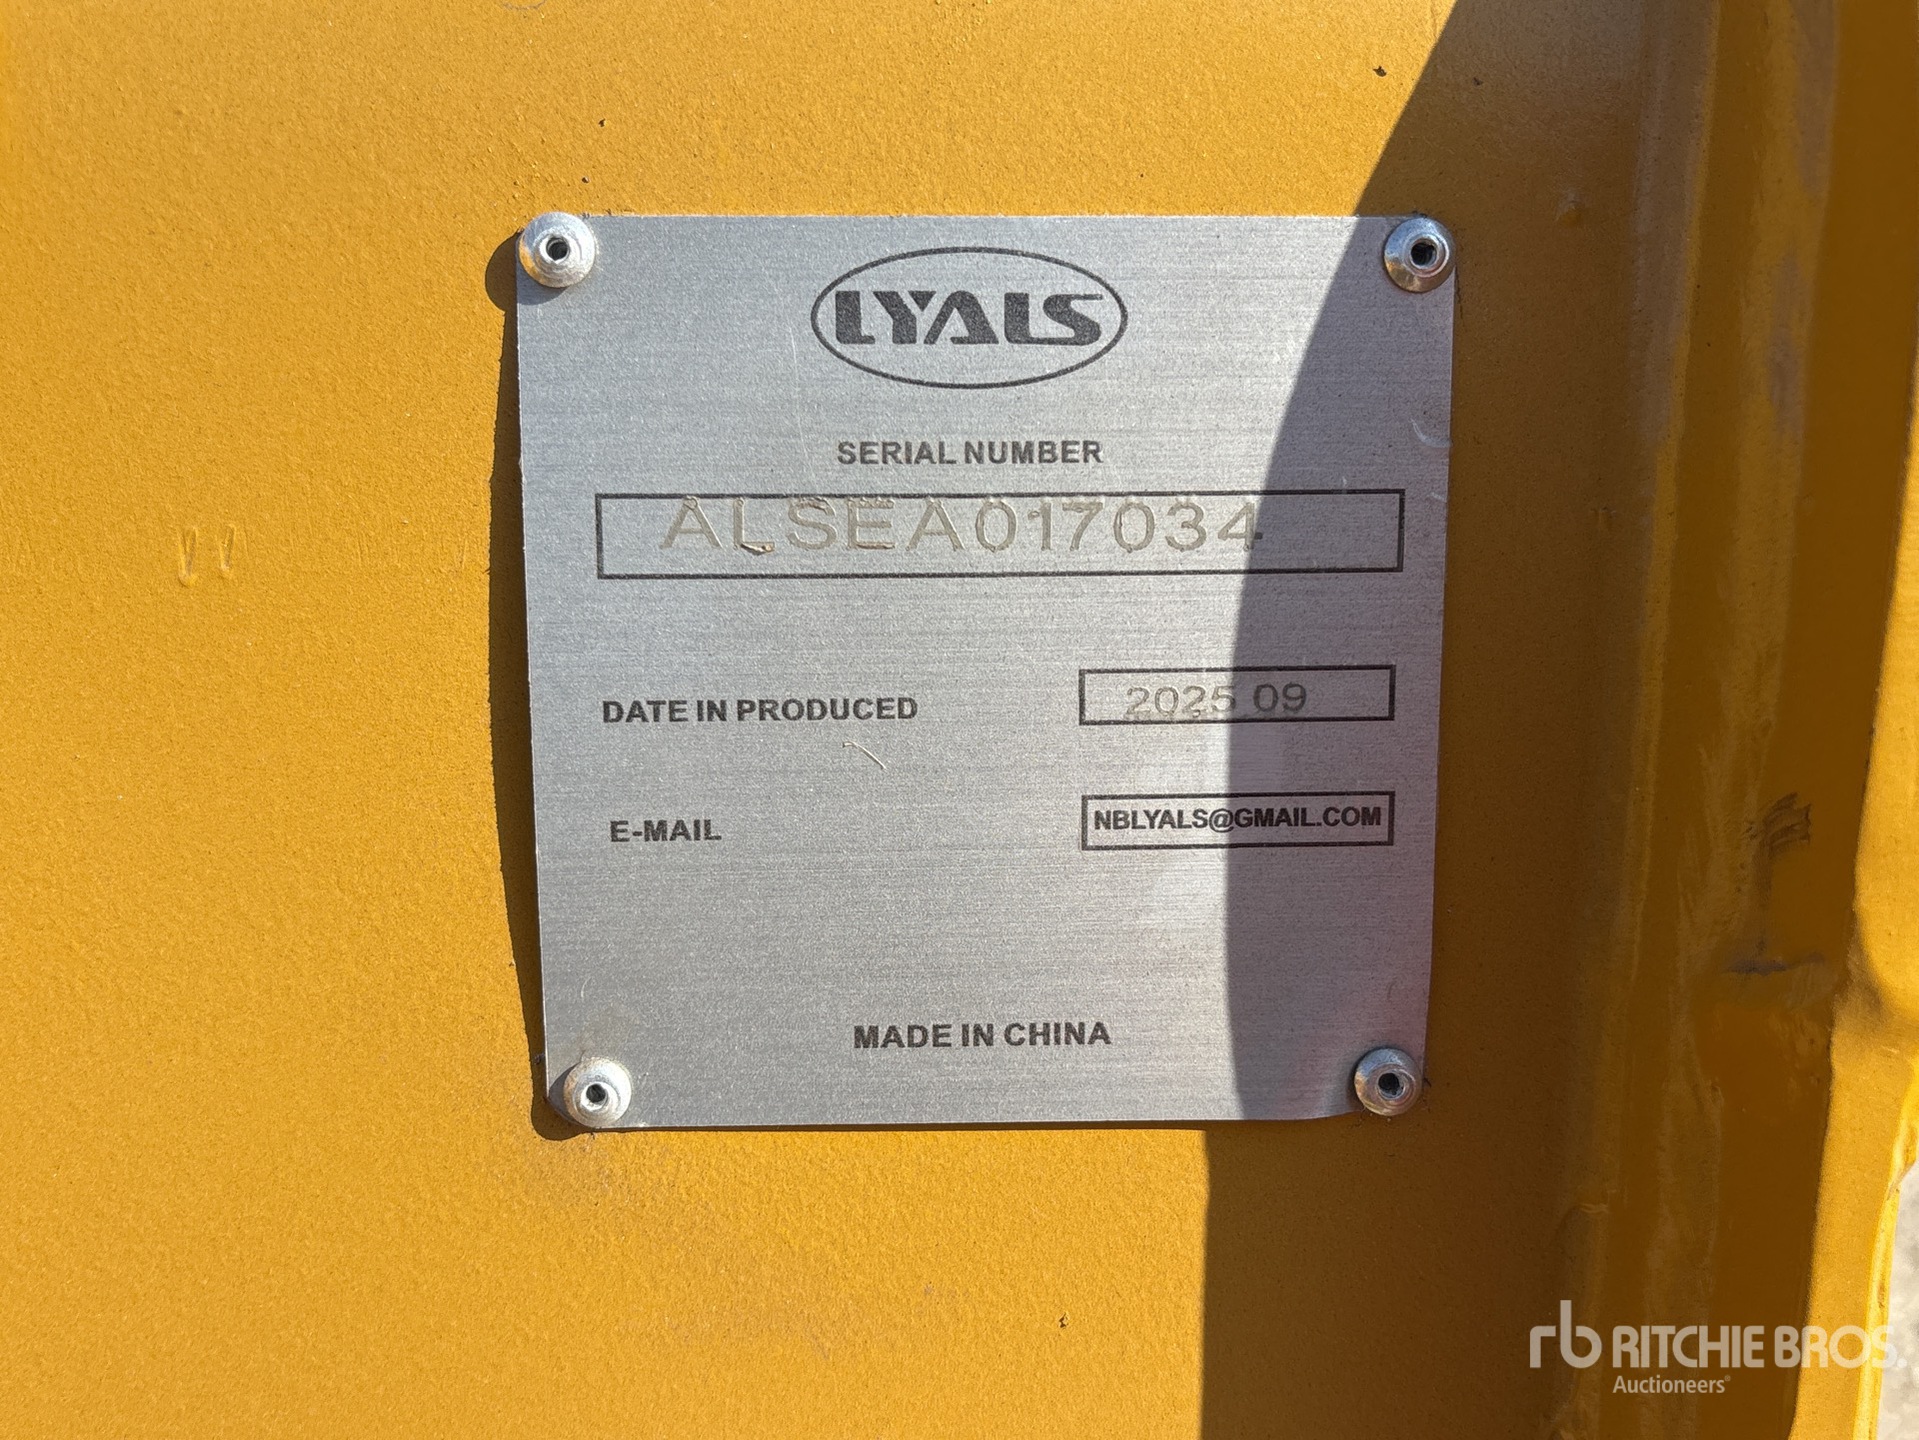 LYALS
SERIAL NUMBER
ALSEA017034
DATE IN PRODUCED
2025 09
E-MAIL
NBLYALS@GMAIL.COM
MADE IN CHINA
rb RITCHIE BROS.
Auctioneers®